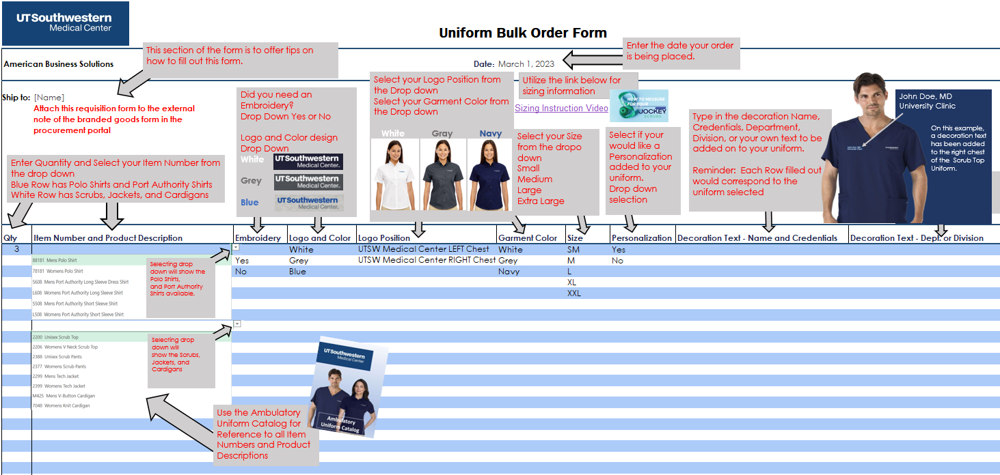 UTSouthwestern
Medical Center
Uniform Bulk Order Form
American Business Solutions
This section of the form is to offer tips on
how to fill out this form.
Date: March 1, 2023
Enter the date your order
is being placed.
Ship to: [Name]
Attach this requisition form to the external
note of the branded goods form in the
procurement portal
Did you need an
Embroidery?
Drop Down Yes or No
Logo and Color design
Drop Down
White
UTSouthwestern
Medical Center.
Grey
UTSouthwestern
Medical Center.
Blue
UTSouthwestern
Medical Center.
Select your Logo Position from
the Drop down
Select your Garment Color from
the Drop down
White Gray Navy
Utilize the link below for
sizing information
Sizing Instruction Video
HOW TO MEASURE
FOR YOUR
JOCKEY
SCRUBS
Select your Size
from the dropo
down
Small
Medium
Large
Extra Large
Select if your
would like a
Personalization
added to your
uniform.
Drop down
selection
Type in the decoration Name,
Credentials, Department,
Division, or your own text to be
added on to your uniform.
Reminder: Each Row filled out
would correspond to the
uniform selected
John Doe, MD
University Clinic
On this example,
a decoration text
has been added
to the right chest
of the Scrub Top
Uniform.
John Doe, MD
University Clinic
UTSouthwestern
Enter Quantity and Select your Item Number from
the drop down
Blue Row has Polo Shirts and Port Authority Shirts
White Row has Scrubs, Jackets, and Cardigans
Qty Item Number and Product Description Embroidery Logo and Color Logo Position Garment Color Size Personalization Decoration Text - Name and Credentials Decoration Text - Dept. or Division
3 White UTSW Medical Center LEFT Chest White SM Yes
Yes Grey UTSW Medical Center RIGHT Chest Grey M No
No Blue Navy L
XL
XXL
88181 Mens Polo Shirt
78181 Womens Polo Shirt
S608 Mens Port Authority Long Sleeve Dress Shirt
L608 Womens Port Authority Long Sleeve Shirt
S508 Mens Port Authority Short Sleeve Shirt
L508 Womens Port Authority Short Sleeve Shirt
Selecting drop
down will show the
Polo Shirts,
and Port Authority
Shirts available.
2200 Unisex Scrub Top
2206 Womens V Neck Scrub Top
2388 Unisex Scrub Pants
2377 Womens Scrub Pants
2299 Mens Tech Jacket
2399 Womens Tech Jacket
M425 Mens V-Button Cardigan
7048 Womens Knit Cardigan
Selecting drop
down will
show the Scrubs,
Jackets, and
Cardigans
Use the Ambulatory
Uniform Catalog for
Reference to all Item
Numbers and Product
Descriptions
UTSouthwestern
Medical Center
Ambulatory
Uniform Catalog